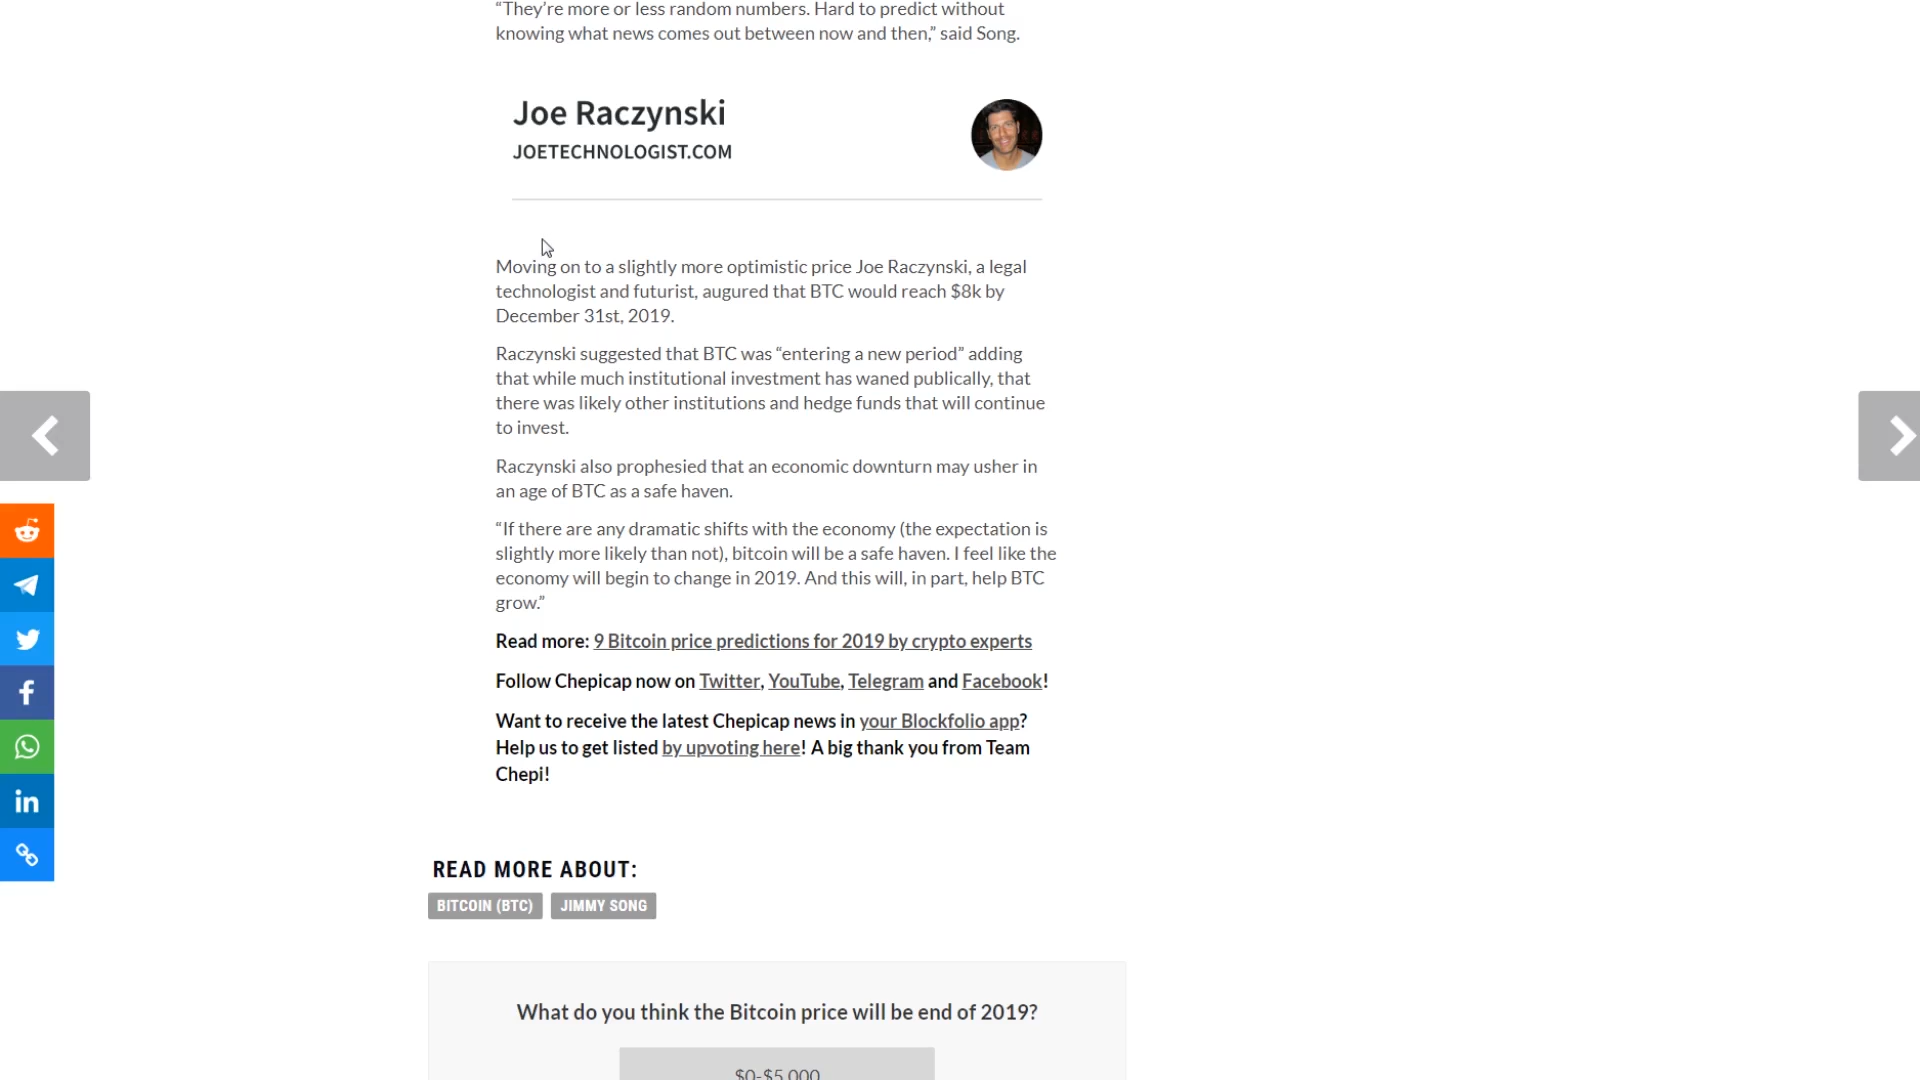 “They’re more or less random numbers. Hard to predict without
knowing what news comes out between now and then,” said Song.
Joe Raczynski
JOETECHNOLOGIST.COM
Moving on to a slightly more optimistic price Joe Raczynski, a legal
technologist and futurist, augured that BTC would reach $8k by
December 31st, 2019.
Raczynski suggested that BTC was “entering a new period” adding
that while much institutional investment has waned publically, that
there was likely other institutions and hedge funds that will continue
to invest.
Raczynski also prophesied that an economic downturn may usher in
an age of BTC as a safe haven.
“If there are any dramatic shifts with the economy (the expectation is
slightly more likely than not), bitcoin will be a safe haven. I feel like the
economy will begin to change in 2019. And this will, in part, help BTC
grow.”
Read more: 9 Bitcoin price predictions for 2019 by crypto experts
Follow Chepicap now on Twitter, YouTube, Telegram and Facebook!
Want to receive the latest Chepicap news in your Blockfolio app?
Help us to get listed by upvoting here! A big thank you from Team
Chepi!
READ MORE ABOUT:
BITCOIN (BTC) JIMMY SONG
What do you think the Bitcoin price will be end of 2019?
$0-$5,000